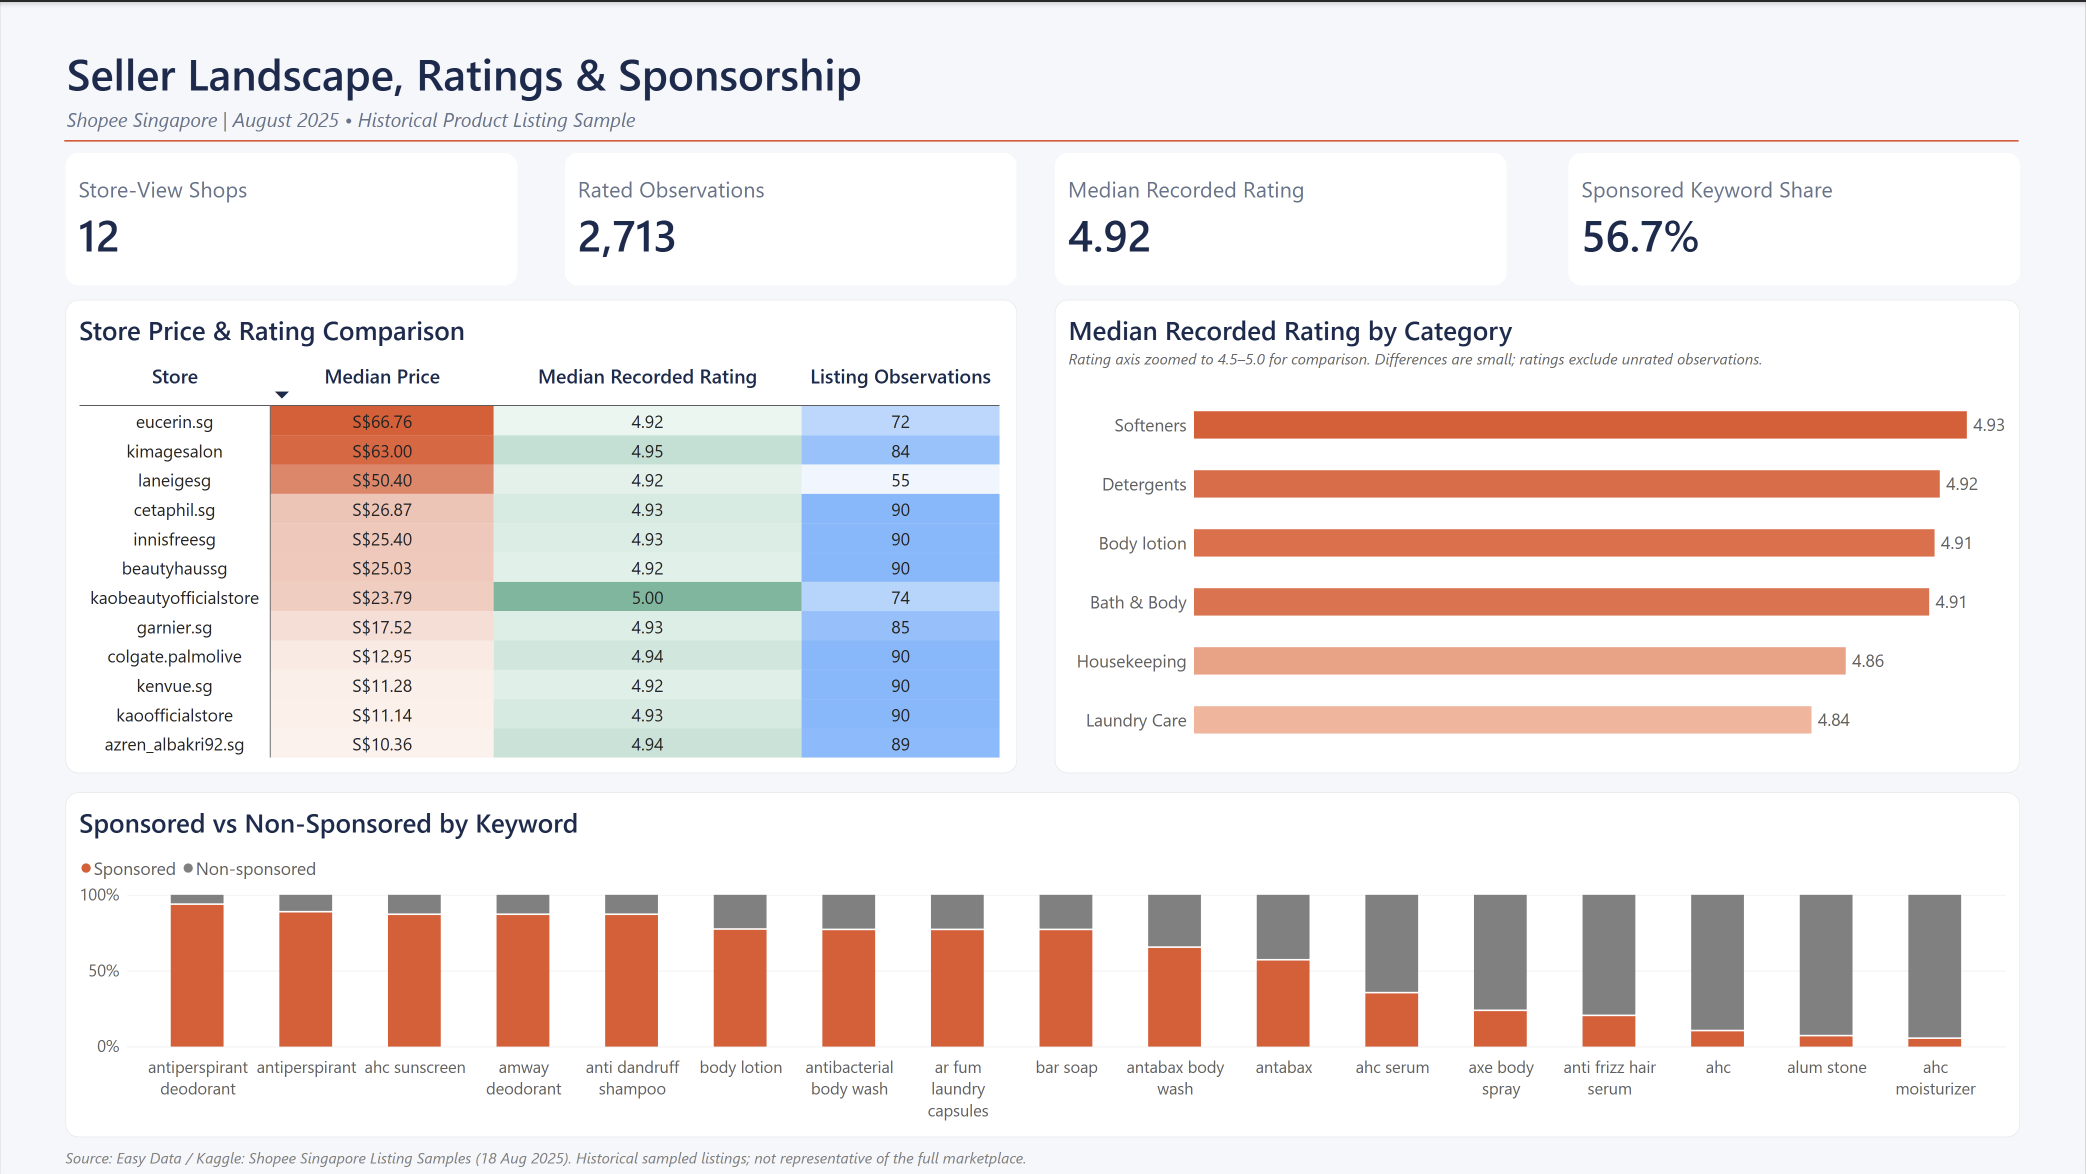 Seller Landscape, Ratings & Sponsorship
Shopee Singapore | August 2025 • Historical Product Listing Sample
Store-View Shops
12
Rated Observations
2,713
Median Recorded Rating
4.92
Sponsored Keyword Share
56.7%
Store Price & Rating Comparison
Store Median Price Median Recorded Rating Listing Observations
eucerin.sg S$66.76 4.92 72
kimagesalon S$63.00 4.95 84
laneigesg S$50.40 4.92 55
cetaphil.sg S$26.87 4.93 90
innisfreesg S$25.40 4.93 90
beautyhaussg S$25.03 4.92 90
kaobeautyofficialstore S$23.79 5.00 74
garnier.sg S$17.52 4.93 85
colgate.palmolive S$12.95 4.94 90
kenvue.sg S$11.28 4.92 90
kaoofficialstore S$11.14 4.93 90
azren_albakri92.sg S$10.36 4.94 89
Median Recorded Rating by Category
Rating axis zoomed to 4.5–5.0 for comparison. Differences are small; ratings exclude unrated observations.
Softeners 4.93
Detergents 4.92
Body lotion 4.91
Bath & Body 4.91
Housekeeping 4.86
Laundry Care 4.84
Sponsored vs Non-Sponsored by Keyword
Sponsored Non-sponsored
100%
50%
0%
antiperspirant deodorant
antiperspirant
ahc sunscreen
amway deodorant
anti dandruff shampoo
body lotion
antibacterial body wash
ar fum laundry capsules
bar soap
antabax body wash
antabax
ahc serum
axe body spray
anti frizz hair serum
ahc
alum stone
ahc moisturizer
Source: Easy Data / Kaggle: Shopee Singapore Listing Samples (18 Aug 2025). Historical sampled listings; not representative of the full marketplace.